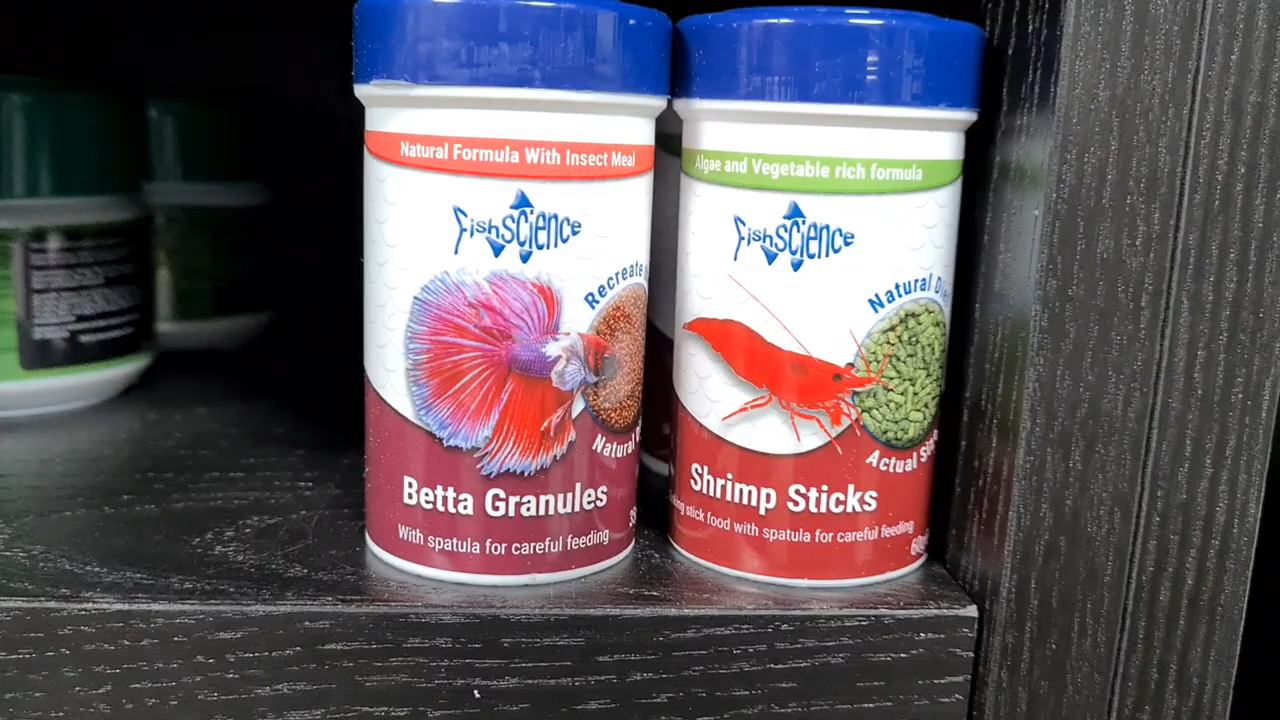 Natural Formula With Insect Meal
FishScience
Recreate
Natural
Betta Granules
With spatula for careful feeding
Algae and Vegetable rich formula
FishScience
Natural
Actual
Shrimp Sticks
stick food with spatula for careful feeding